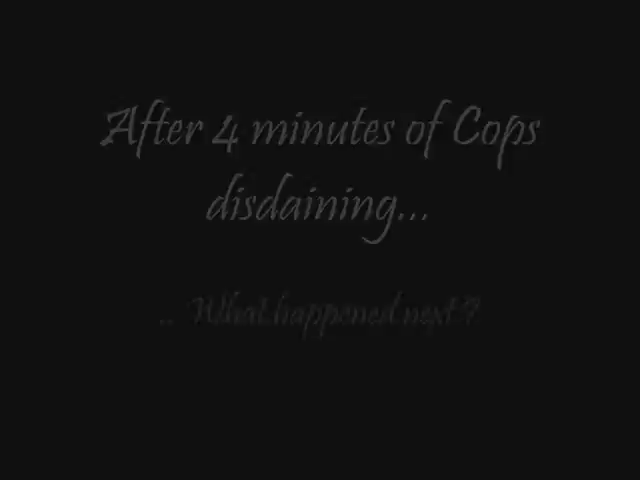 After 4 minutes of Cops
disdaining...
... What happened next?